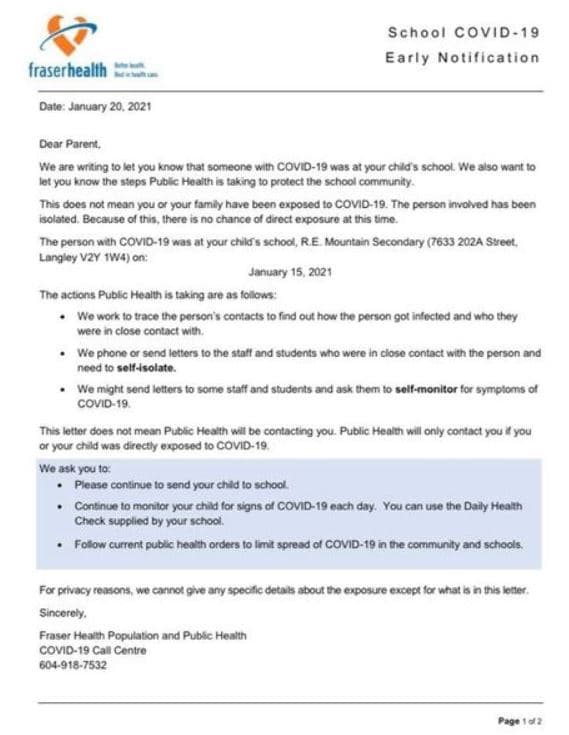 School COVID-19
Early Notification
fraserhealth
Better health.
Best in health care.
Date: January 20, 2021
Dear Parent,
We are writing to let you know that someone with COVID-19 was at your child's school. We also want to
let you know the steps Public Health is taking to protect the school community.
This does not mean you or your family have been exposed to COVID-19. The person involved has been
isolated. Because of this, there is no chance of direct exposure at this time.
The person with COVID-19 was at your child's school, R.E. Mountain Secondary (7633 202A Street,
Langley V2Y 1W4) on:
January 15, 2021
The actions Public Health is taking are as follows:
• We work to trace the person's contacts to find out how the person got infected and who they
were in close contact with.
• We phone or send letters to the staff and students who were in close contact with the person and
need to self-isolate.
• We might send letters to some staff and students and ask them to self-monitor for symptoms of
COVID-19.
This letter does not mean Public Health will be contacting you. Public Health will only contact you if you
or your child was directly exposed to COVID-19.
We ask you to:
• Please continue to send your child to school.
• Continue to monitor your child for signs of COVID-19 each day. You can use the Daily Health
Check supplied by your school.
• Follow current public health orders to limit spread of COVID-19 in the community and schools.
For privacy reasons, we cannot give any specific details about the exposure except for what is in this letter.
Sincerely,
Fraser Health Population and Public Health
COVID-19 Call Centre
604-918-7532
Page 1 of 2